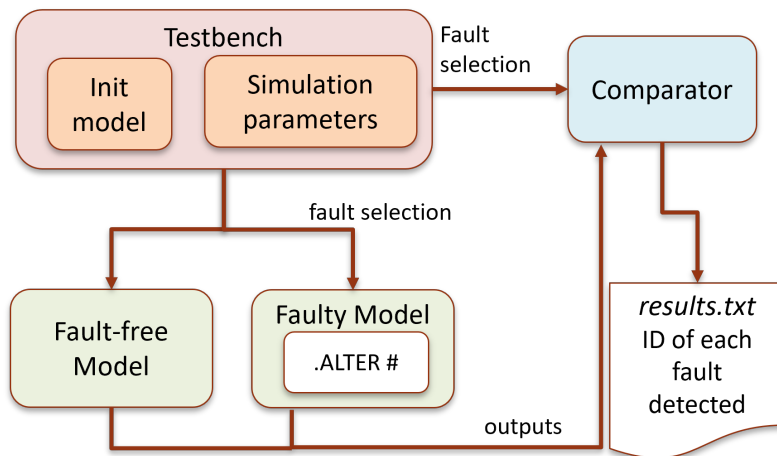 Testbench
Init
model
Simulation
parameters
Fault
selection
Comparator
fault selection
Fault-free
Model
Faulty Model
.ALTER #
outputs
results.txt
ID of each
fault
detected